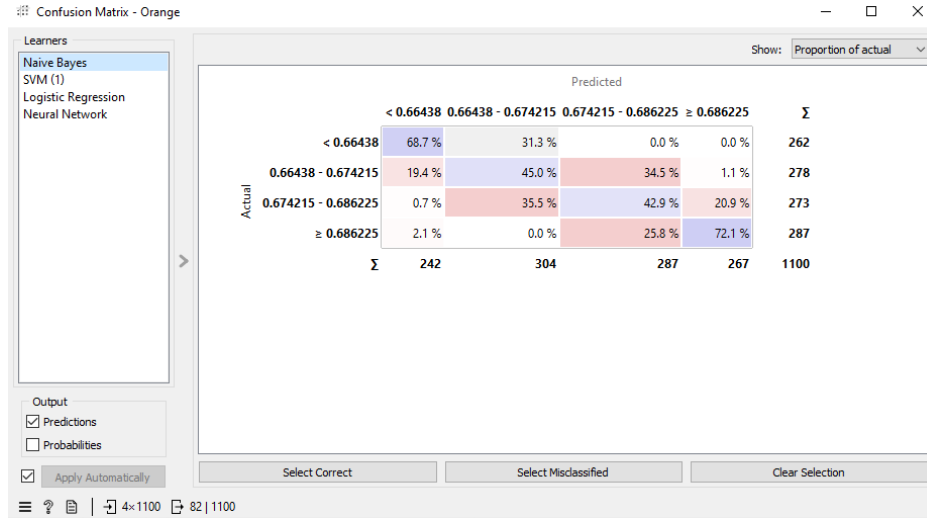 Confusion Matrix - Orange
Learners
Naive Bayes
SVM (1)
Logistic Regression
Neural Network
Show: Proportion of actual
Predicted
< 0.66438 0.66438 - 0.674215 0.674215 - 0.686225 ≥ 0.686225 Σ
< 0.66438 68.7 % 31.3 % 0.0 % 0.0 % 262
0.66438 - 0.674215 19.4 % 45.0 % 34.5 % 1.1 % 278
Actual
0.674215 - 0.686225 0.7 % 35.5 % 42.9 % 20.9 % 273
≥ 0.686225 2.1 % 0.0 % 25.8 % 72.1 % 287
Σ 242 304 287 267 1100
>
Output
Predictions
Probabilities
Apply Automatically
Select Correct Select Misclassified Clear Selection
? 4×1100 82 | 1100